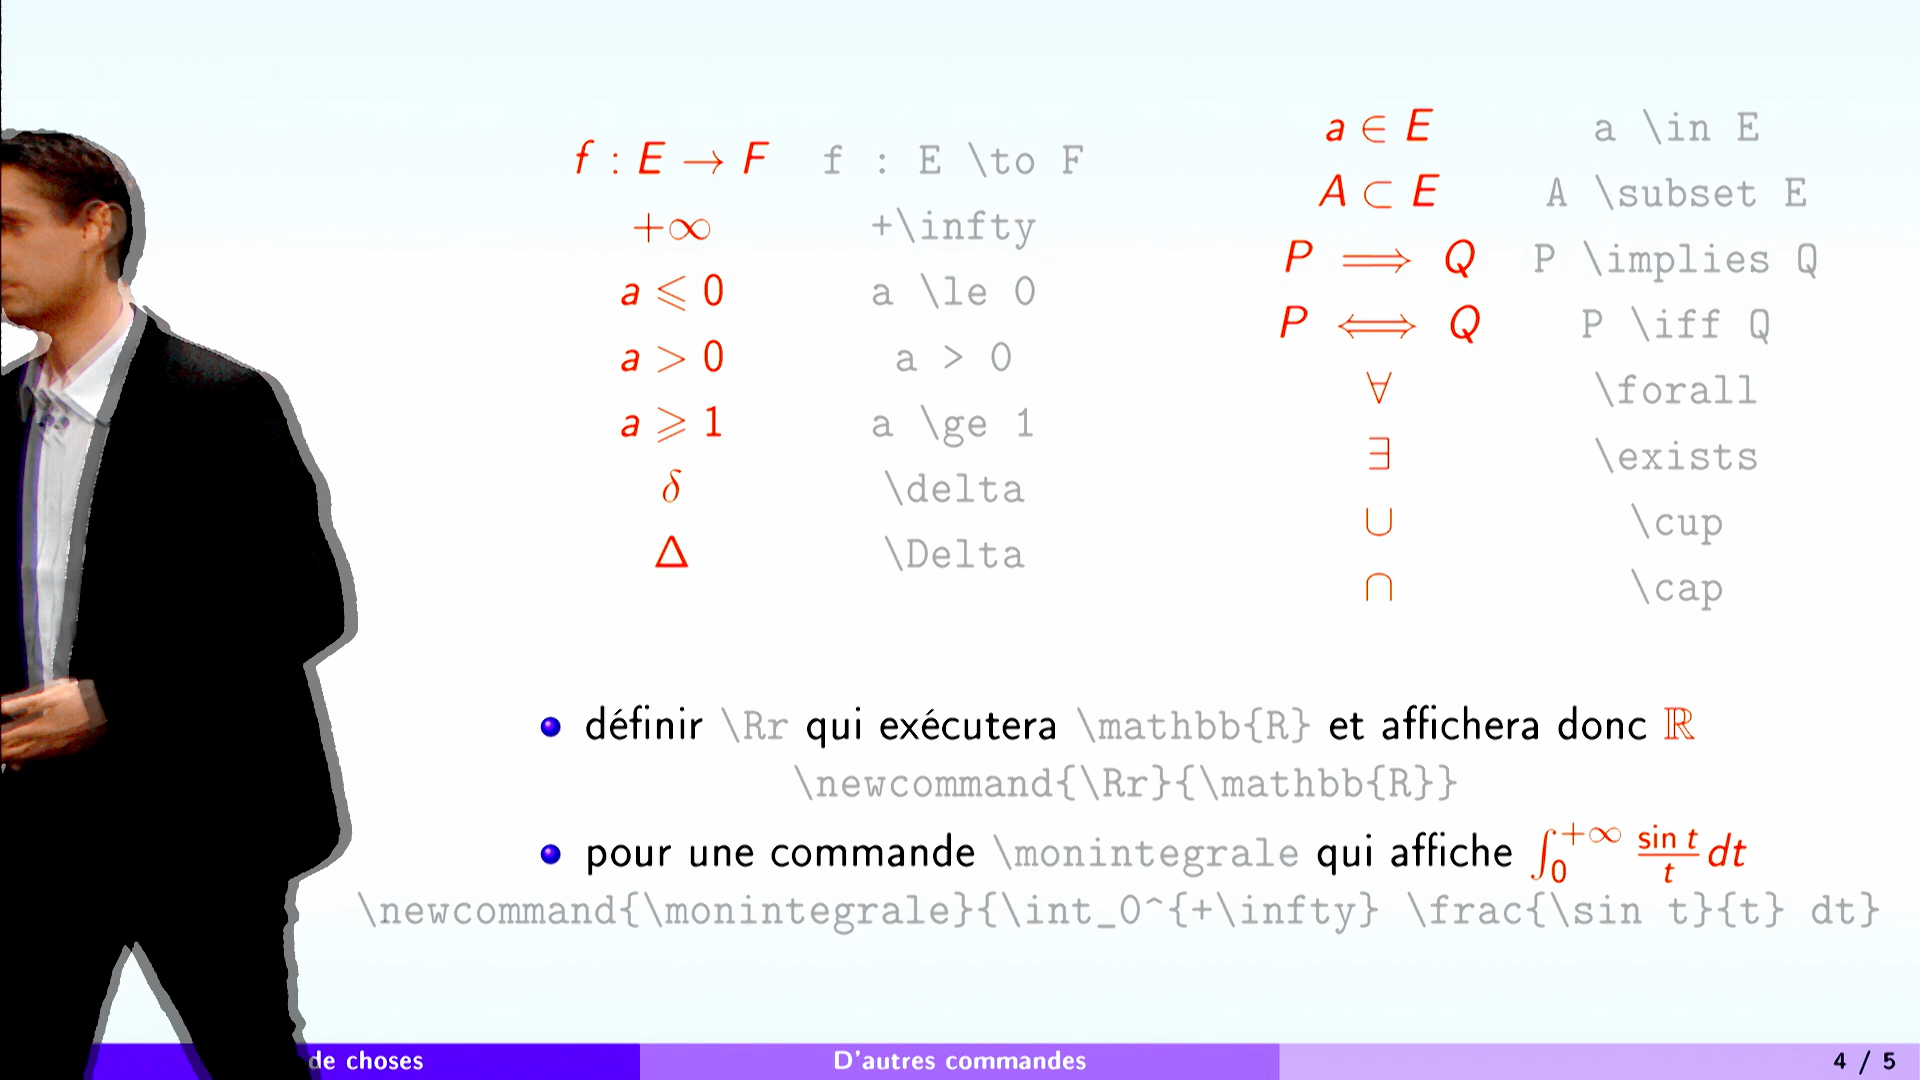 f : E → F f : E \to F
+∞ +\infty
a ⩽ 0 a \le 0
a > 0 a > 0
a ⩾ 1 a \ge 1
δ \delta
Δ \Delta
a ∈ E a \in E
A ⊂ E A \subset E
P ⟹ Q P \implies Q
P ⟺ Q P \iff Q
∀ \forall
∃ \exists
∪ \cup
∩ \cap
définir \Rr qui exécutera \mathbb{R} et affichera donc ℝ
\newcommand{\Rr}{\mathbb{R}}
pour une commande \monintegrale qui affiche ∫₀^{+∞} sin t / t dt
\newcommand{\monintegrale}{\int_0^{+\infty} \frac{\sin t}{t} dt}
de choses D'autres commandes 4 / 5